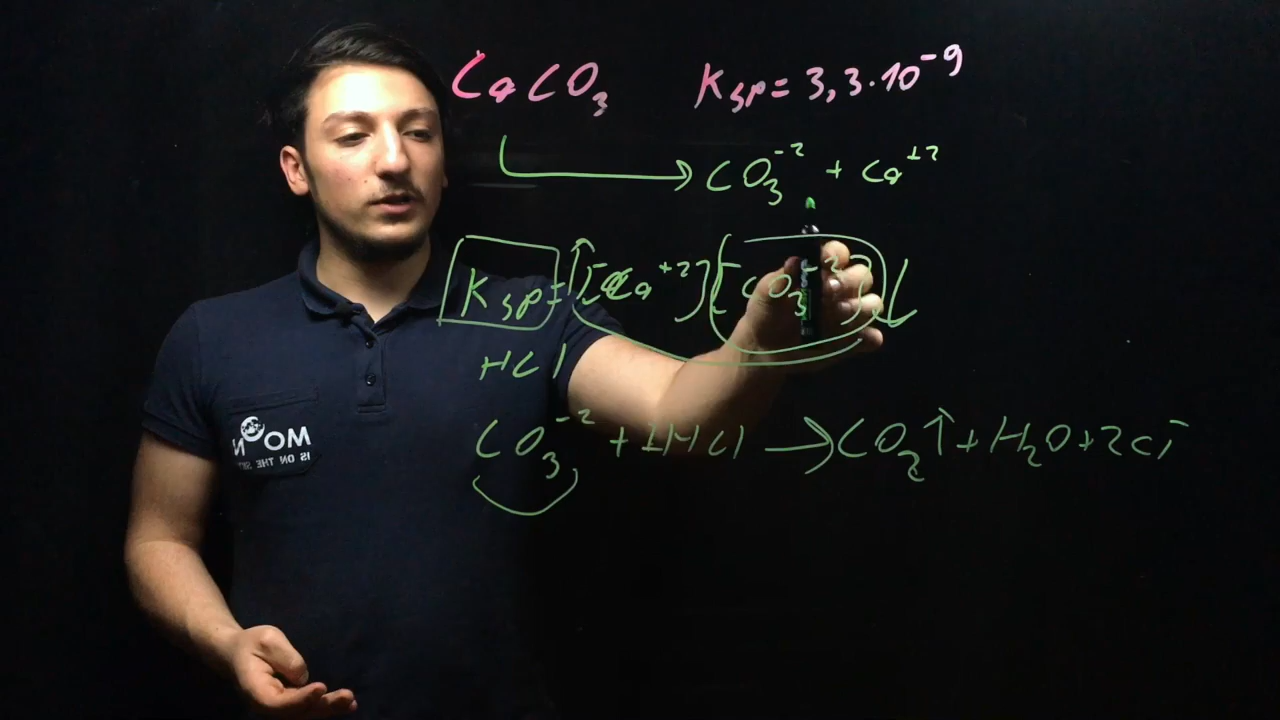 CaCO3 Ksp = 3,3·10^-9
→ CO3^-2 + Ca^+2
Ksp = [Ca^+2][CO3^-2]
HCl
CO3^-2 + 2HCl → CO2↑ + H2O + 2Cl^-
MOON
IS ON THE